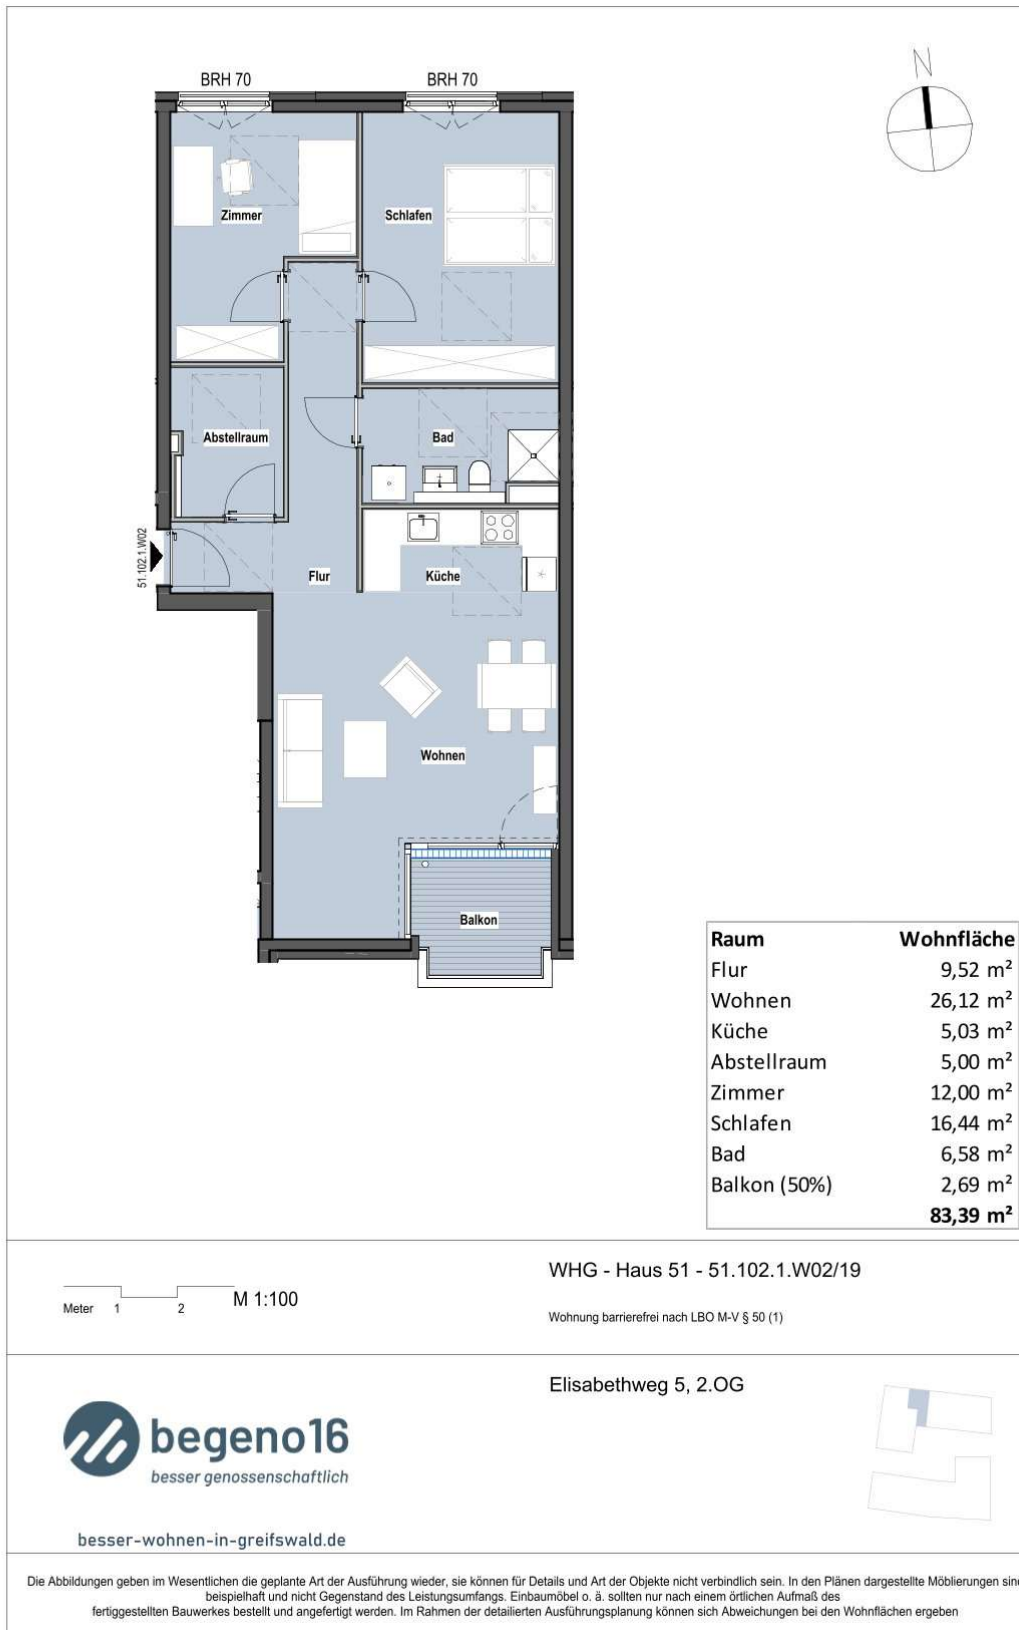 N
BRH 70 BRH 70
Zimmer
Schlafen
Abstellraum
Bad
51.102.1.W02
Flur
Küche
Wohnen
Balkon
Raum Wohnfläche
Flur 9,52 m²
Wohnen 26,12 m²
Küche 5,03 m²
Abstellraum 5,00 m²
Zimmer 12,00 m²
Schlafen 16,44 m²
Bad 6,58 m²
Balkon (50%) 2,69 m²
83,39 m²
Meter 1 2 M 1:100
WHG - Haus 51 - 51.102.1.W02/19
Wohnung barrierefrei nach LBO M-V § 50 (1)
Elisabethweg 5, 2.OG
begeno16
besser genossenschaftlich
besser-wohnen-in-greifswald.de
Die Abbildungen geben im Wesentlichen die geplante Art der Ausführung wieder, sie können für Details und Art der Objekte nicht verbindlich sein. In den Plänen dargestellte Möblierungen sind
beispielhaft und nicht Gegenstand des Leistungsumfangs. Einbaumöbel o. ä. sollten nur nach einem örtlichen Aufmaß des
fertiggestellten Bauwerkes bestellt und angefertigt werden. Im Rahmen der detailierten Ausführungsplanung können sich Abweichungen bei den Wohnflächen ergeben